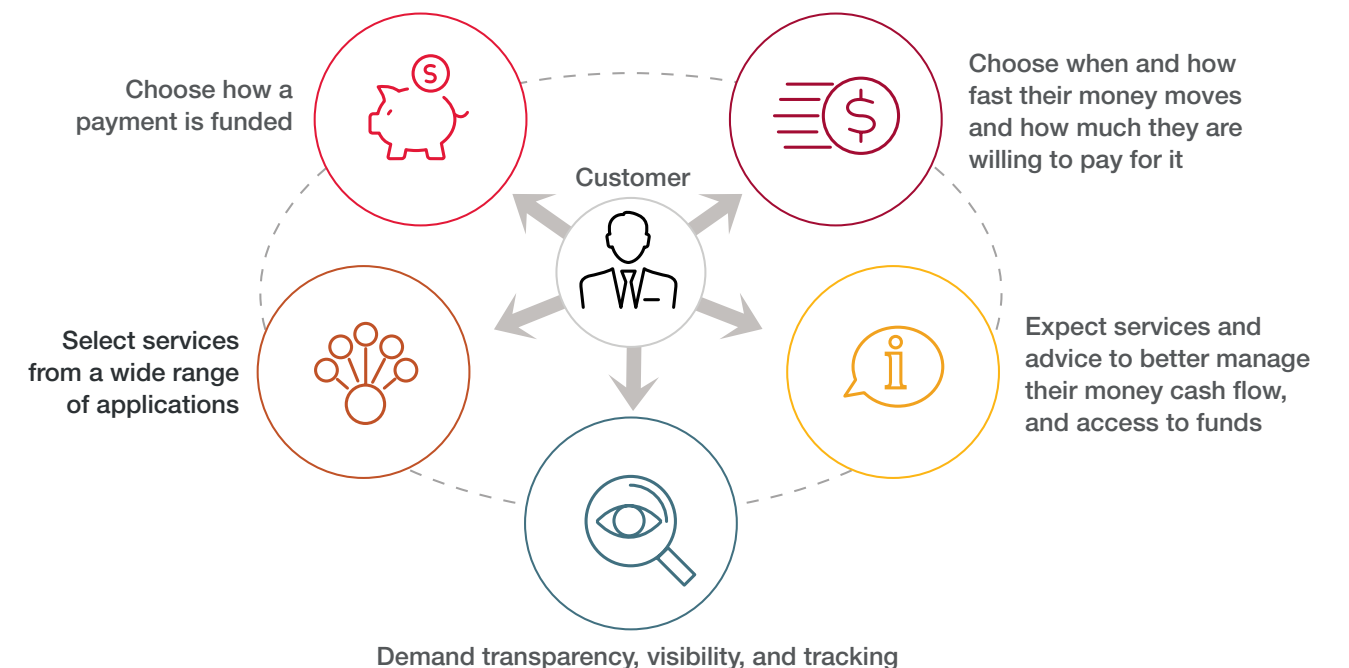 Choose how a
payment is funded
S
Choose when and how
fast their money moves
and how much they are
willing to pay for it
$
Customer
Select services
from a wide range
of applications
Expect services and
advice to better manage
their money cash flow,
and access to funds
i
Demand transparency, visibility, and tracking